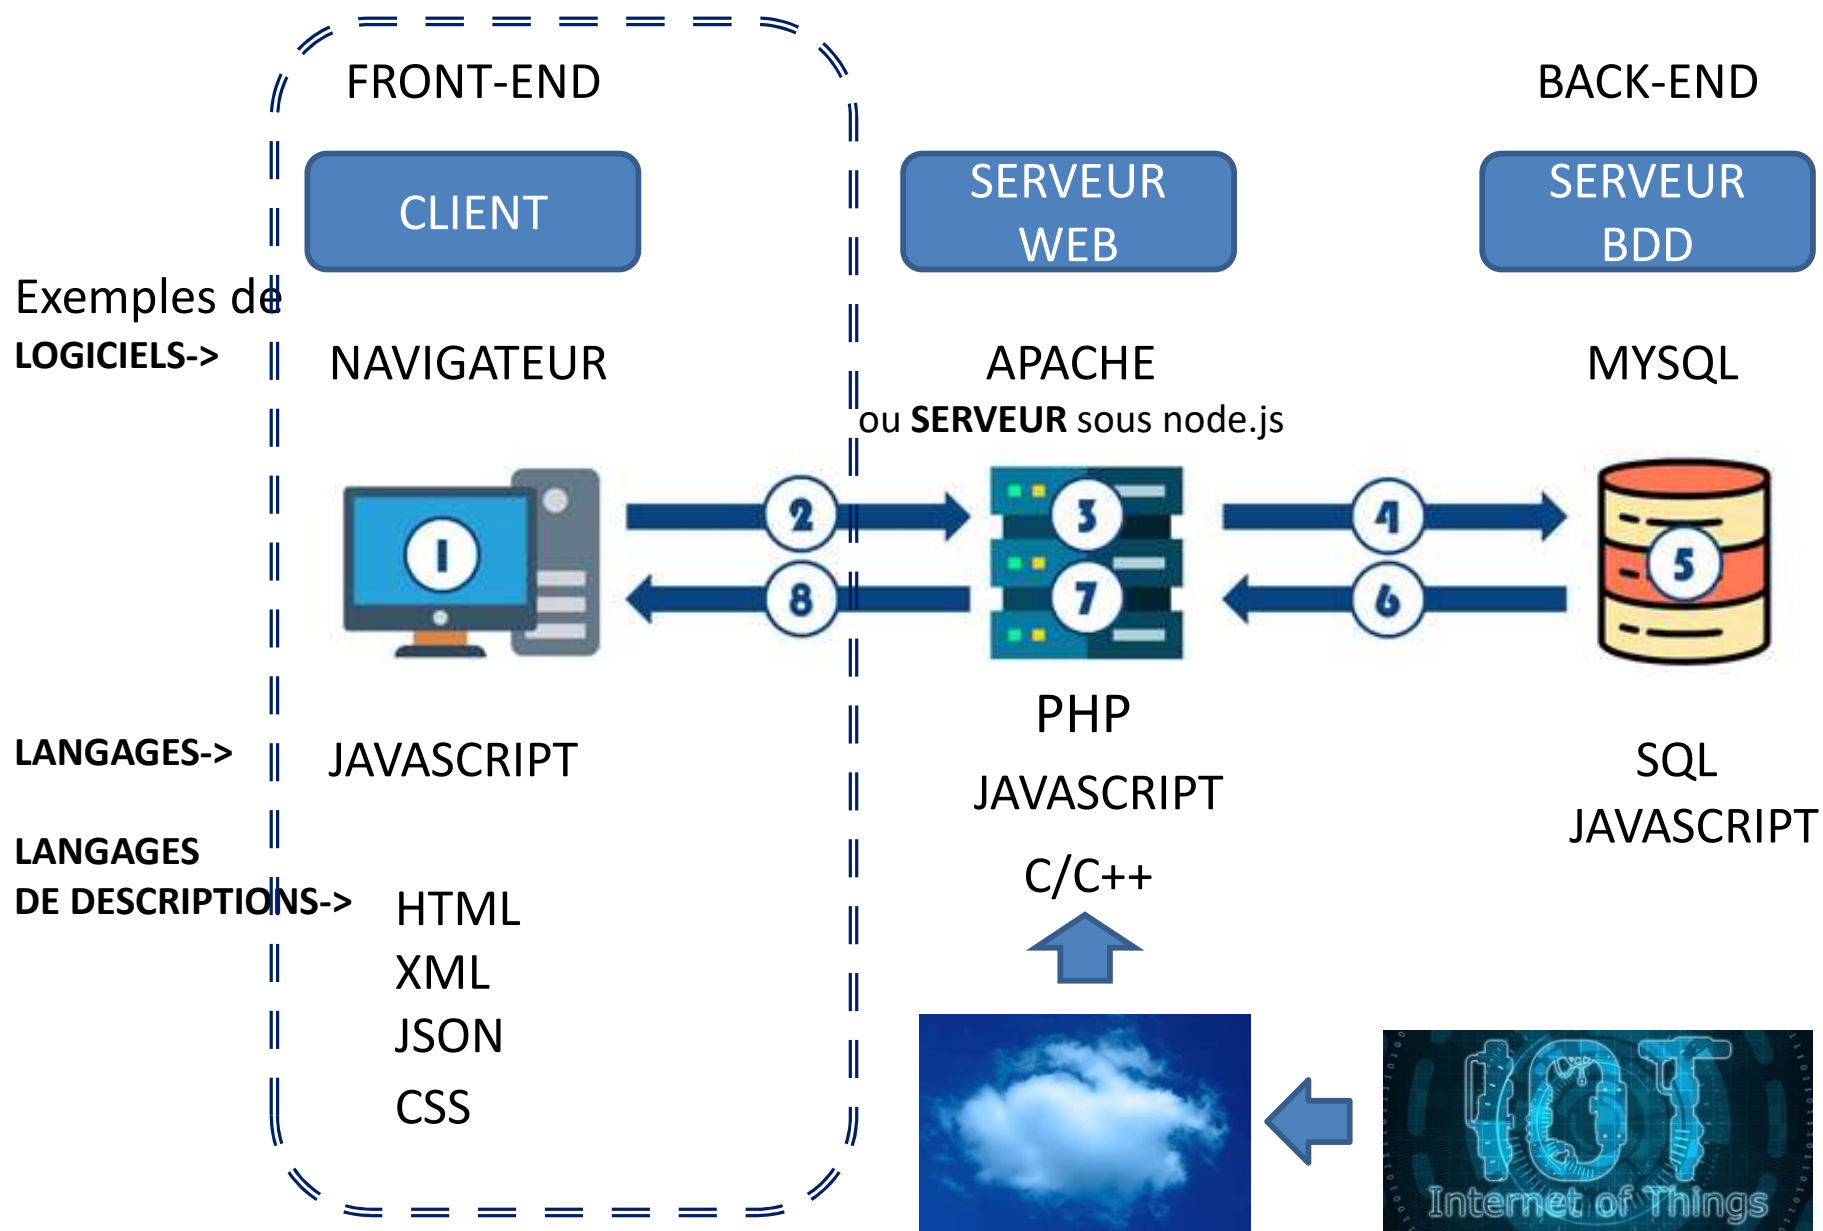 FRONT-END
BACK-END
CLIENT
SERVEUR
WEB
SERVEUR
BDD
Exemples de
LOGICIELS->
NAVIGATEUR
APACHE
ou SERVEUR sous node.js
MYSQL
1
2
3
4
5
6
7
8
LANGAGES->
JAVASCRIPT
PHP
JAVASCRIPT
C/C++
SQL
JAVASCRIPT
LANGAGES
DE DESCRIPTIONS->
HTML
XML
JSON
CSS
IOT
Internet of Things